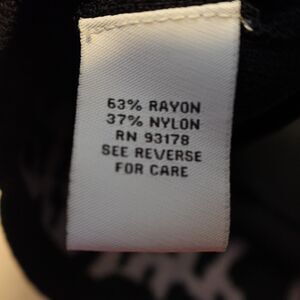 63% RAYON
37% NYLON
RN 93178
SEE REVERSE
FOR CARE